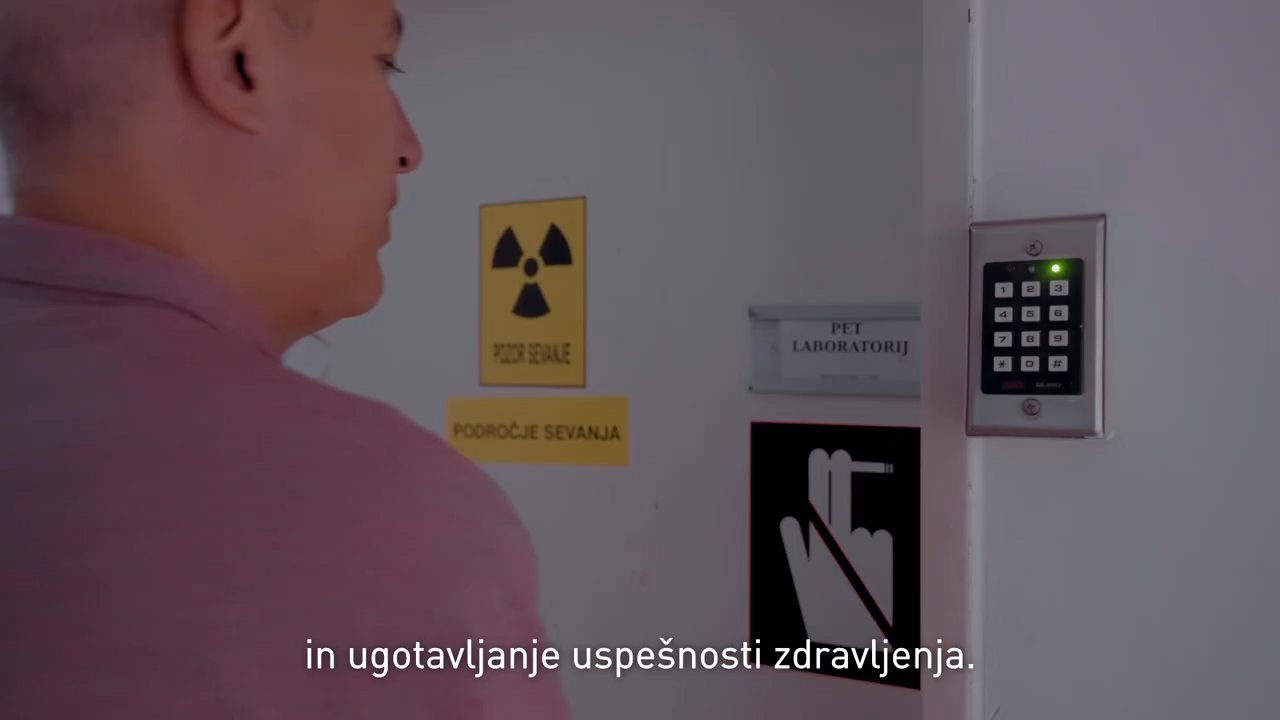 POZOR SEVANJE
PODROČJE SEVANJA
PET
LABORATORIJ
1 2 3
4 5 6
7 8 9
* 0 #
in ugotavljanje uspešnosti zdravljenja.